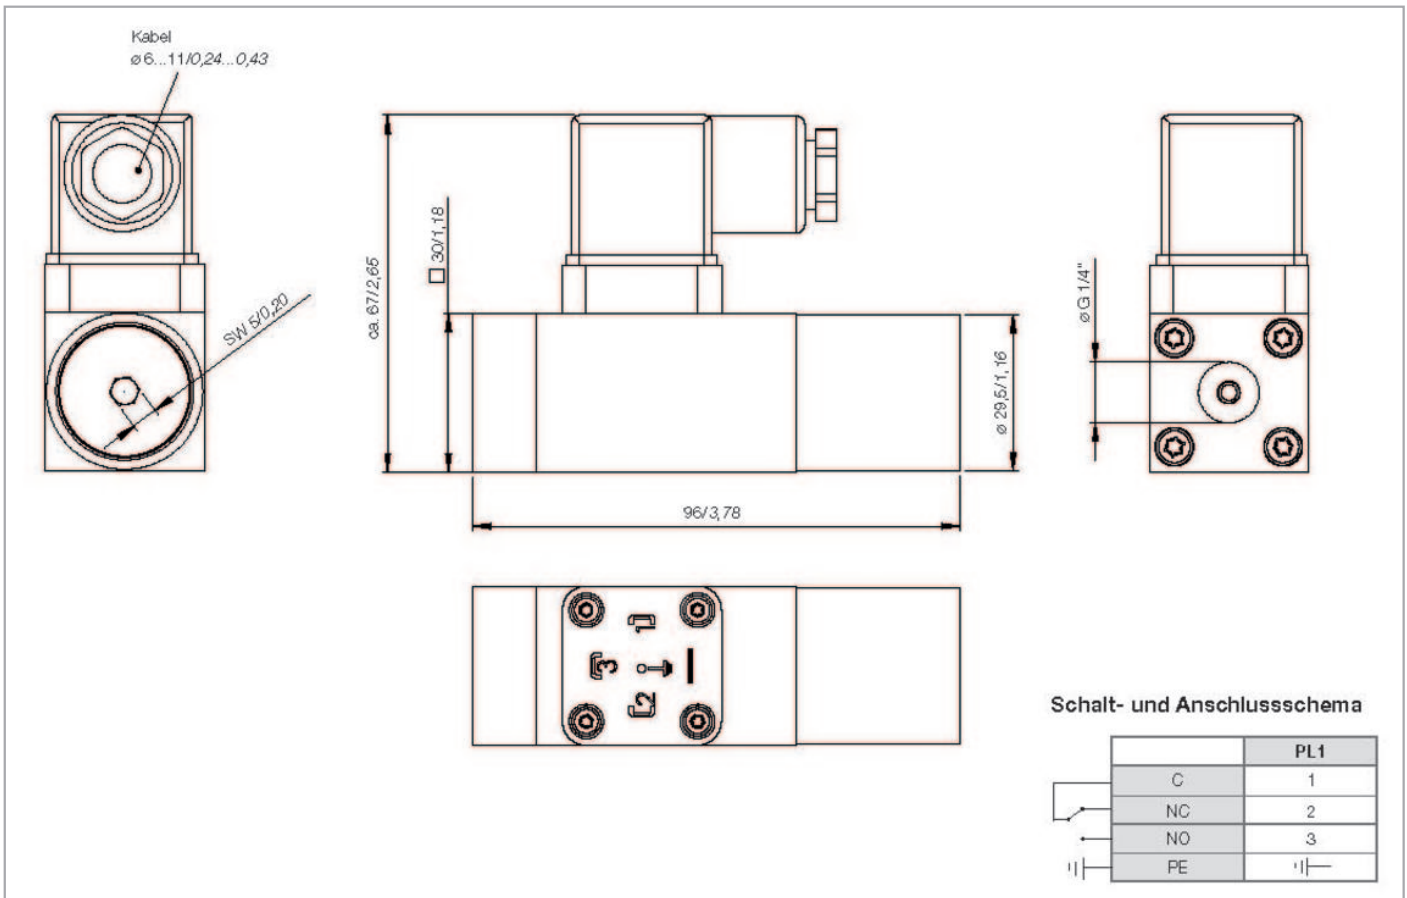 Kabel
ø 6...11/0,24...0,43
SW 5/0,20
ca. 67/2,65
□ 30/1,18
ø 29,5/1,16
ø G 1/4"
96/3,78
1
3
2
Schalt- und Anschlussschema
PL1
C 1
NC 2
NO 3
PE